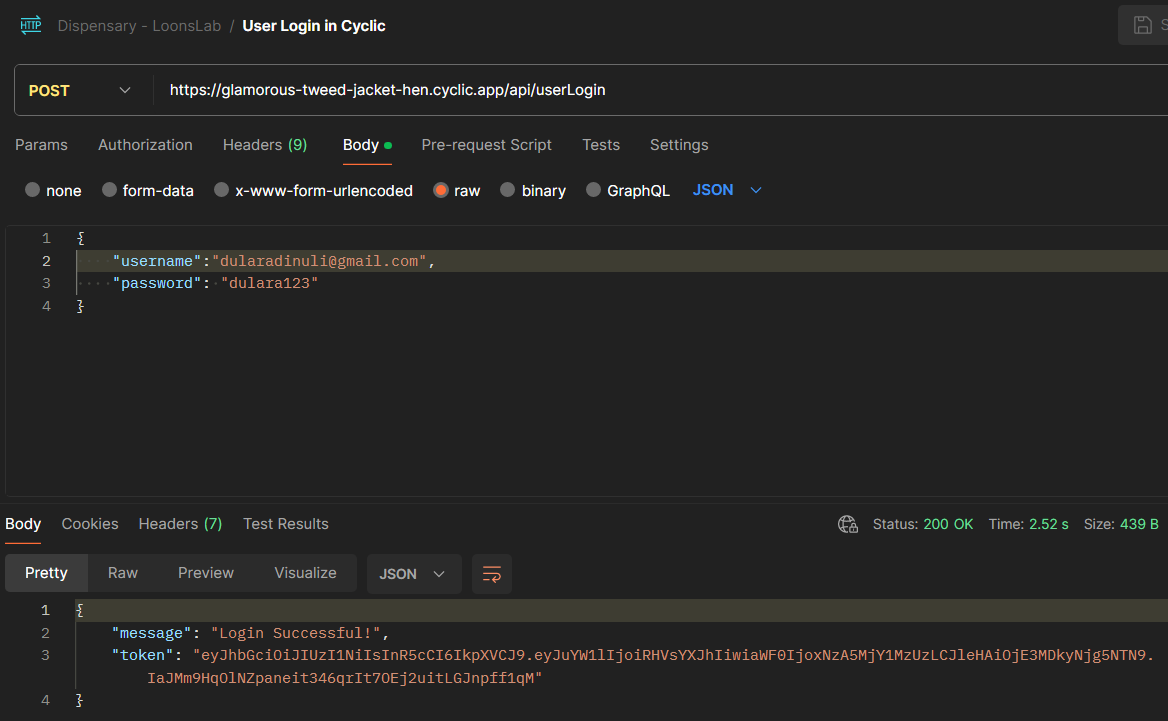 HTTP Dispensary - LoonsLab / User Login in Cyclic S
POST https://glamorous-tweed-jacket-hen.cyclic.app/api/userLogin
Params Authorization Headers (9) Body Pre-request Script Tests Settings
none form-data x-www-form-urlencoded raw binary GraphQL JSON
1 {
2 "username":"dularadinuli@gmail.com",
3 "password": "dulara123"
4 }
Body Cookies Headers (7) Test Results Status: 200 OK Time: 2.52 s Size: 439 B
Pretty Raw Preview Visualize JSON
1 {
2 "message": "Login Successful!",
3 "token": "eyJhbGciOiJIUzI1NiIsInR5cCI6IkpXVCJ9.eyJuYW1lIjoiRHVsYXJhIiwiaWF0IjoxNzA5MjY1MzUzLCJleHAiOjE3MDkyNjg5NTN9.
IaJMm9HqOlNZpaneit346qrIt7OEj2uitLGJnpff1qM"
4 }